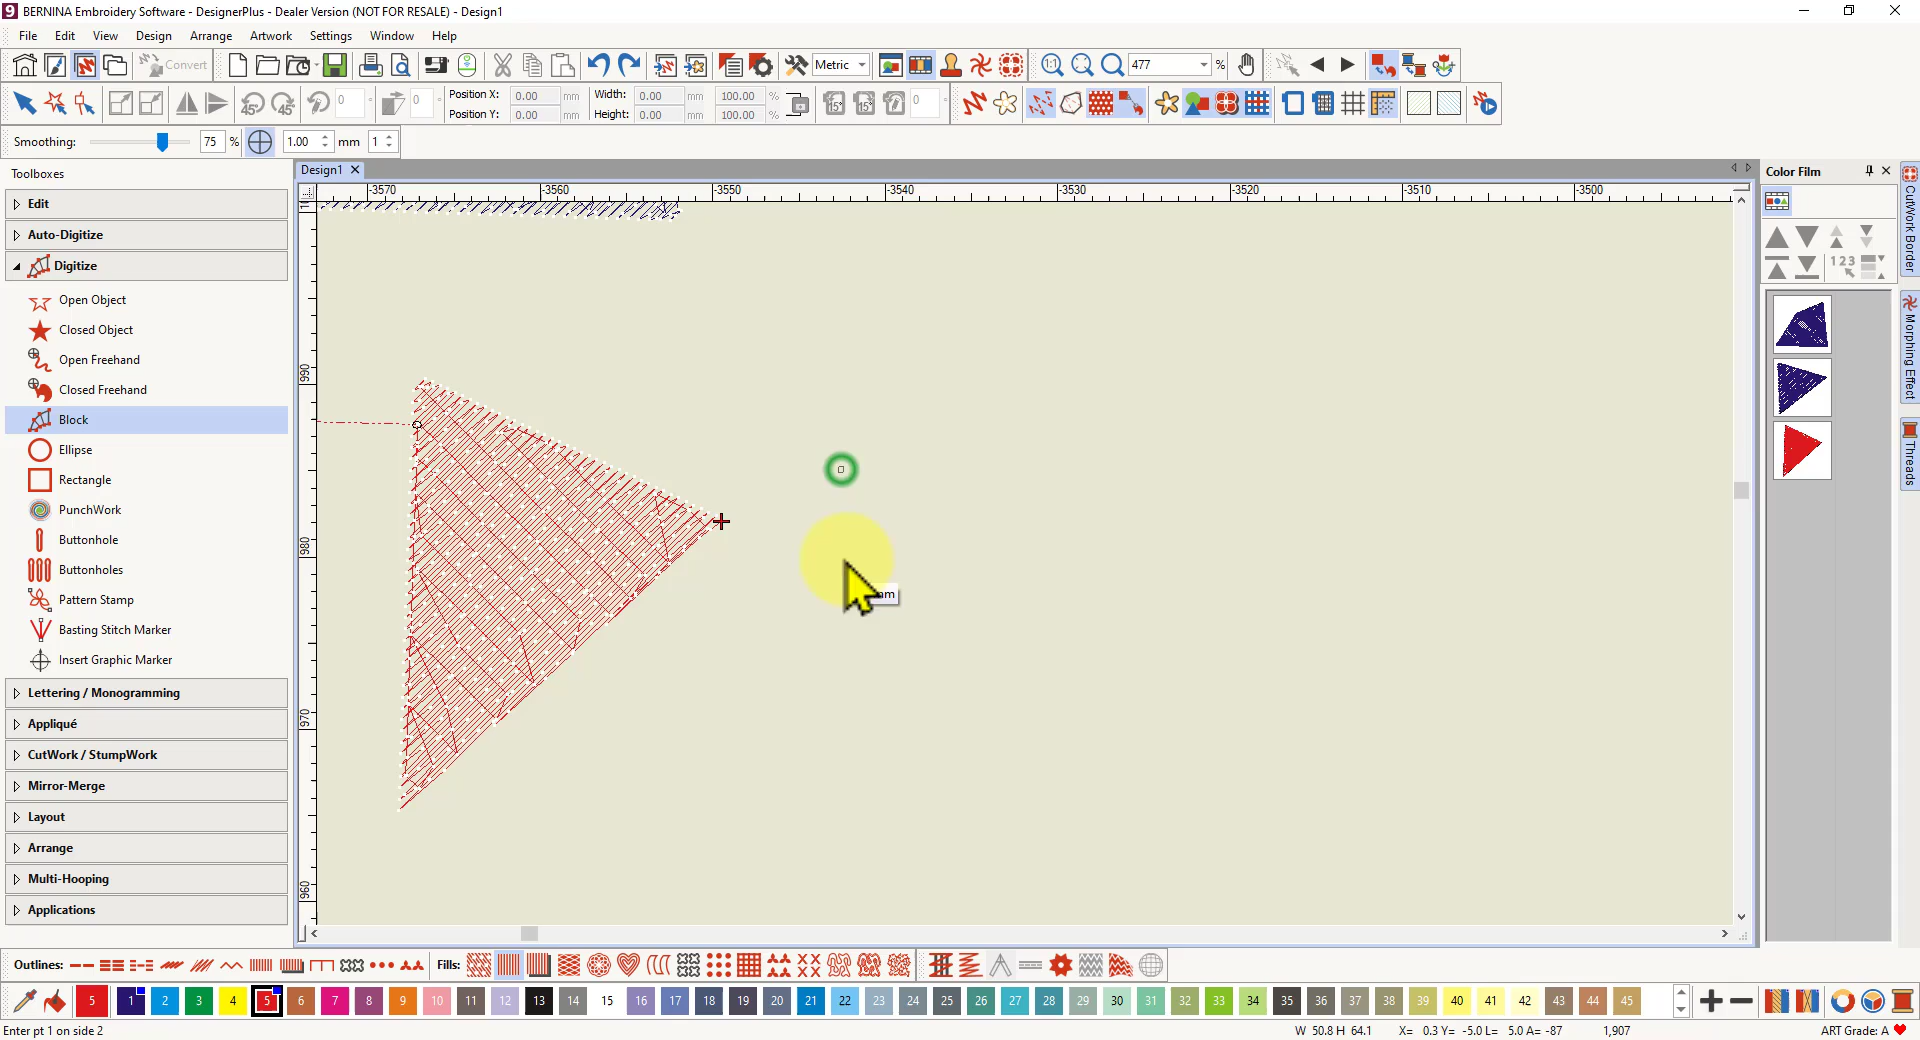 BERNINA Embroidery Software - DesignerPlus - Dealer Version (NOT FOR RESALE) - Design1
File Edit View Design Arrange Artwork Settings Window Help
Convert Metric 477 %
0 0 Position X: 0.00 mm Width: 0.00 mm 100.00 % 15° 15° 0
Position Y: 0.00 mm Height: 0.00 mm 100.00 %
Smoothing: 75 % 1.00 mm 1
Toolboxes
Edit
Auto-Digitize
Digitize
Open Object
Closed Object
Open Freehand
Closed Freehand
Block
Ellipse
Rectangle
PunchWork
Buttonhole
Buttonholes
Pattern Stamp
Basting Stitch Marker
Insert Graphic Marker
Lettering / Monogramming
Appliqué
CutWork / StumpWork
Mirror-Merge
Layout
Arrange
Multi-Hooping
Applications
Design1
-3570 -3560 -3550 -3540 -3530 -3520 -3510 -3500
990
980
970
960
mm
Color Film
1 2 3
CutWork Border
Morphing Effect
Threads
Outlines: Fills:
5 1 2 3 4 5 6 7 8 9 10 11 12 13 14 15 16 17 18 19 20 21 22 23 24 25 26 27 28 29 30 31 32 33 34 35 36 37 38 39 40 41 42 43 44 45
Enter pt 1 on side 2 W 50.8 H 64.1 X= 0.3 Y= -5.0 L= 5.0 A= -87 1,907 ART Grade: A